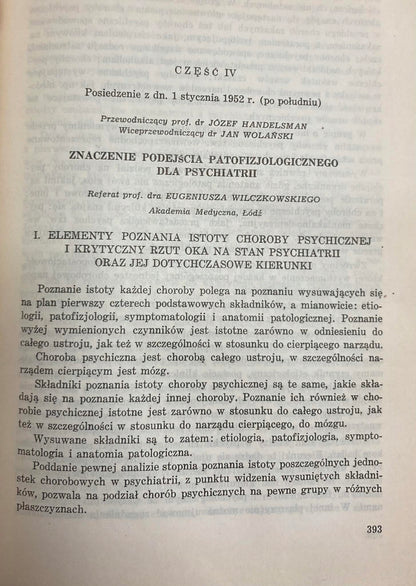 CZĘŚĆ IV
Posiedzenie z dn. 1 stycznia 1952 r. (po południu)
Przewodniczący prof. dr JÓZEF HANDELSMAN
Wiceprzewodniczący dr JAN WOLAŃSKI
ZNACZENIE PODEJŚCIA PATOFIZJOLOGICZNEGO
DLA PSYCHIATRII
Referat prof. dra EUGENIUSZA WILCZKOWSKIEGO
Akademia Medyczna, Łódź
I. ELEMENTY POZNANIA ISTOTY CHOROBY PSYCHICZNEJ
I KRYTYCZNY RZUT OKA NA STAN PSYCHIATRII
ORAZ JEJ DOTYCHCZASOWE KIERUNKI
Poznanie istoty każdej choroby polega na poznaniu wysuwających się
na plan pierwszy czterech podstawowych składników, a mianowicie: etio-
logii, patofizjologii, symptomatologii i anatomii patologicznej. Poznanie
wyżej wymienionych czynników jest istotne zarówno w odniesieniu do
całego ustroju, jak też w szczególności w stosunku do cierpiącego narządu.
Choroba psychiczna jest chorobą całego ustroju, w szczególności na-
rządem cierpiącym jest mózg.
Składniki poznania istoty choroby psychicznej są te same, jakie skła-
dają się na poznanie każdej innej choroby. Poznanie ich również w cho-
robie psychicznej istotne jest zarówno w stosunku do całego ustroju, jak
też w szczególności w stosunku do narządu cierpiącego, do mózgu.
Wysuwane składniki są to zatem: etiologia, patofizjologia, sympto-
matologia i anatomia patologiczna.
Poddanie pewnej analizie stopnia poznania istoty poszczególnych jedno-
stek chorobowych w psychiatrii, z punktu widzenia wysuniętych składni-
ków, pozwala na podział chorób psychicznych na pewne grupy w różnych
płaszczyznach.
393